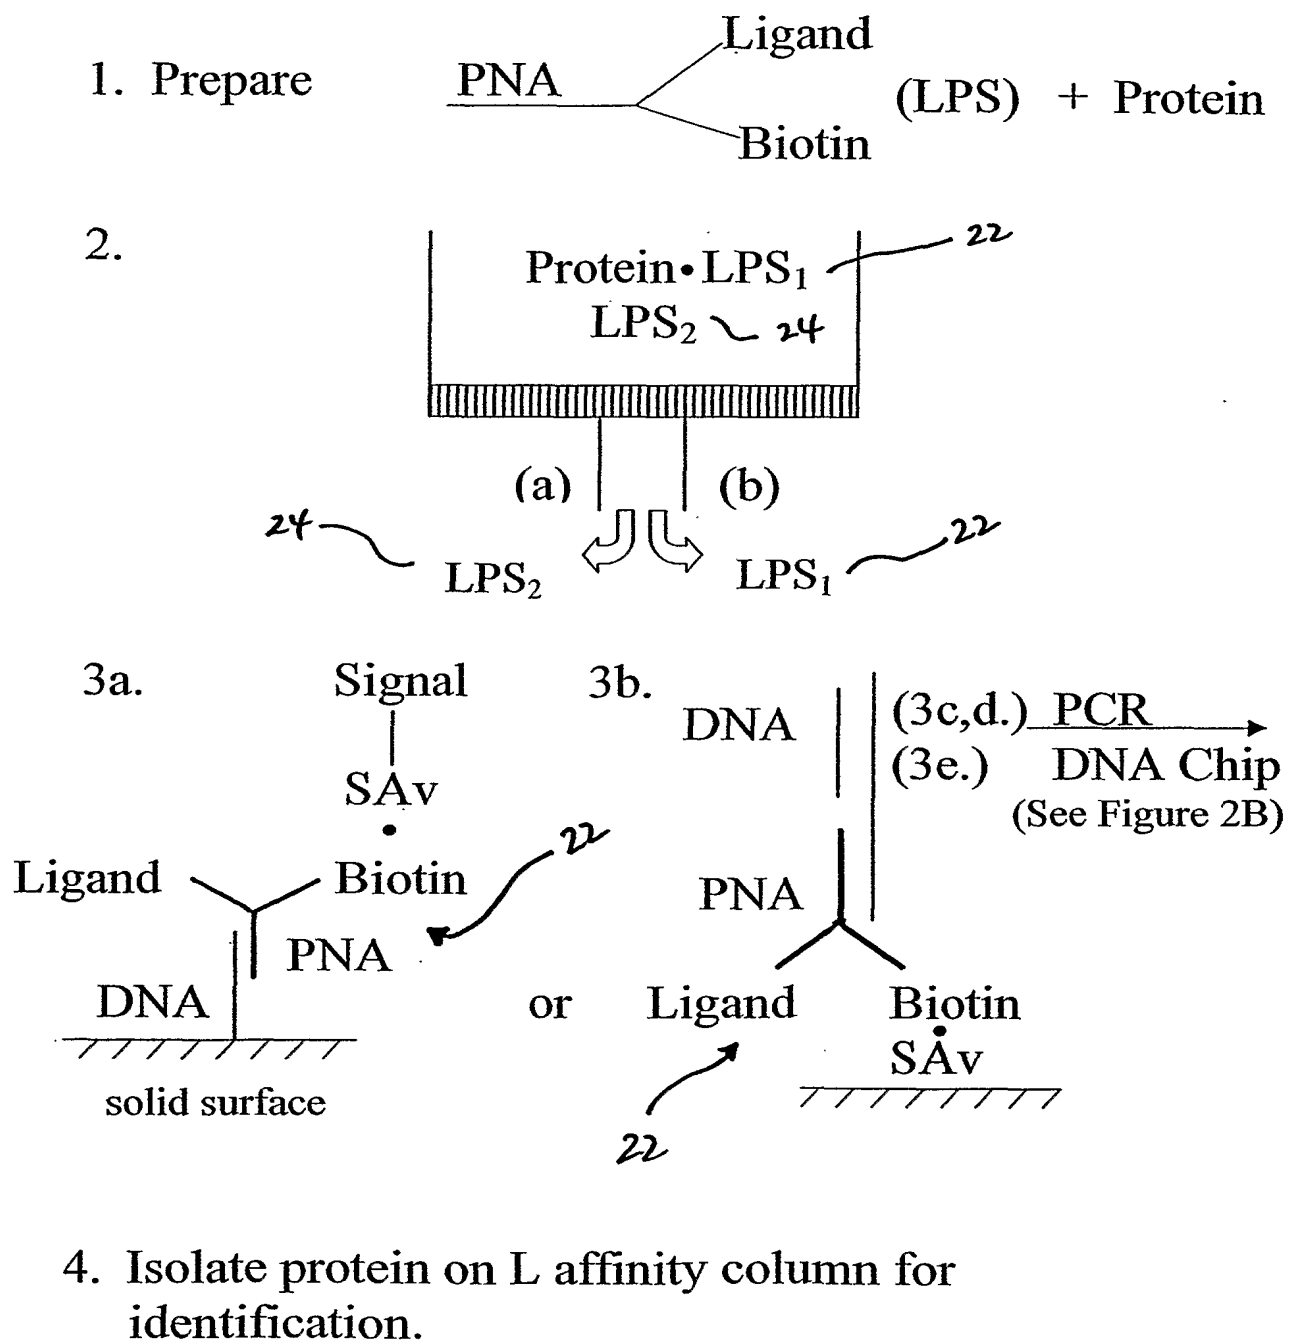 Ligand
1. Prepare PNA (LPS) + Protein
Biotin
2.
Protein•LPS₁ 22
LPS₂ 24
(a) (b)
24 22
LPS₂ LPS₁
3a. Signal
SAv
Ligand Biotin 22
PNA
DNA
solid surface
or
3b.
DNA (3c,d.) PCR
(3e.) DNA Chip
(See Figure 2B)
PNA
Ligand Biotin
SAv
22
4. Isolate protein on L affinity column for
identification.